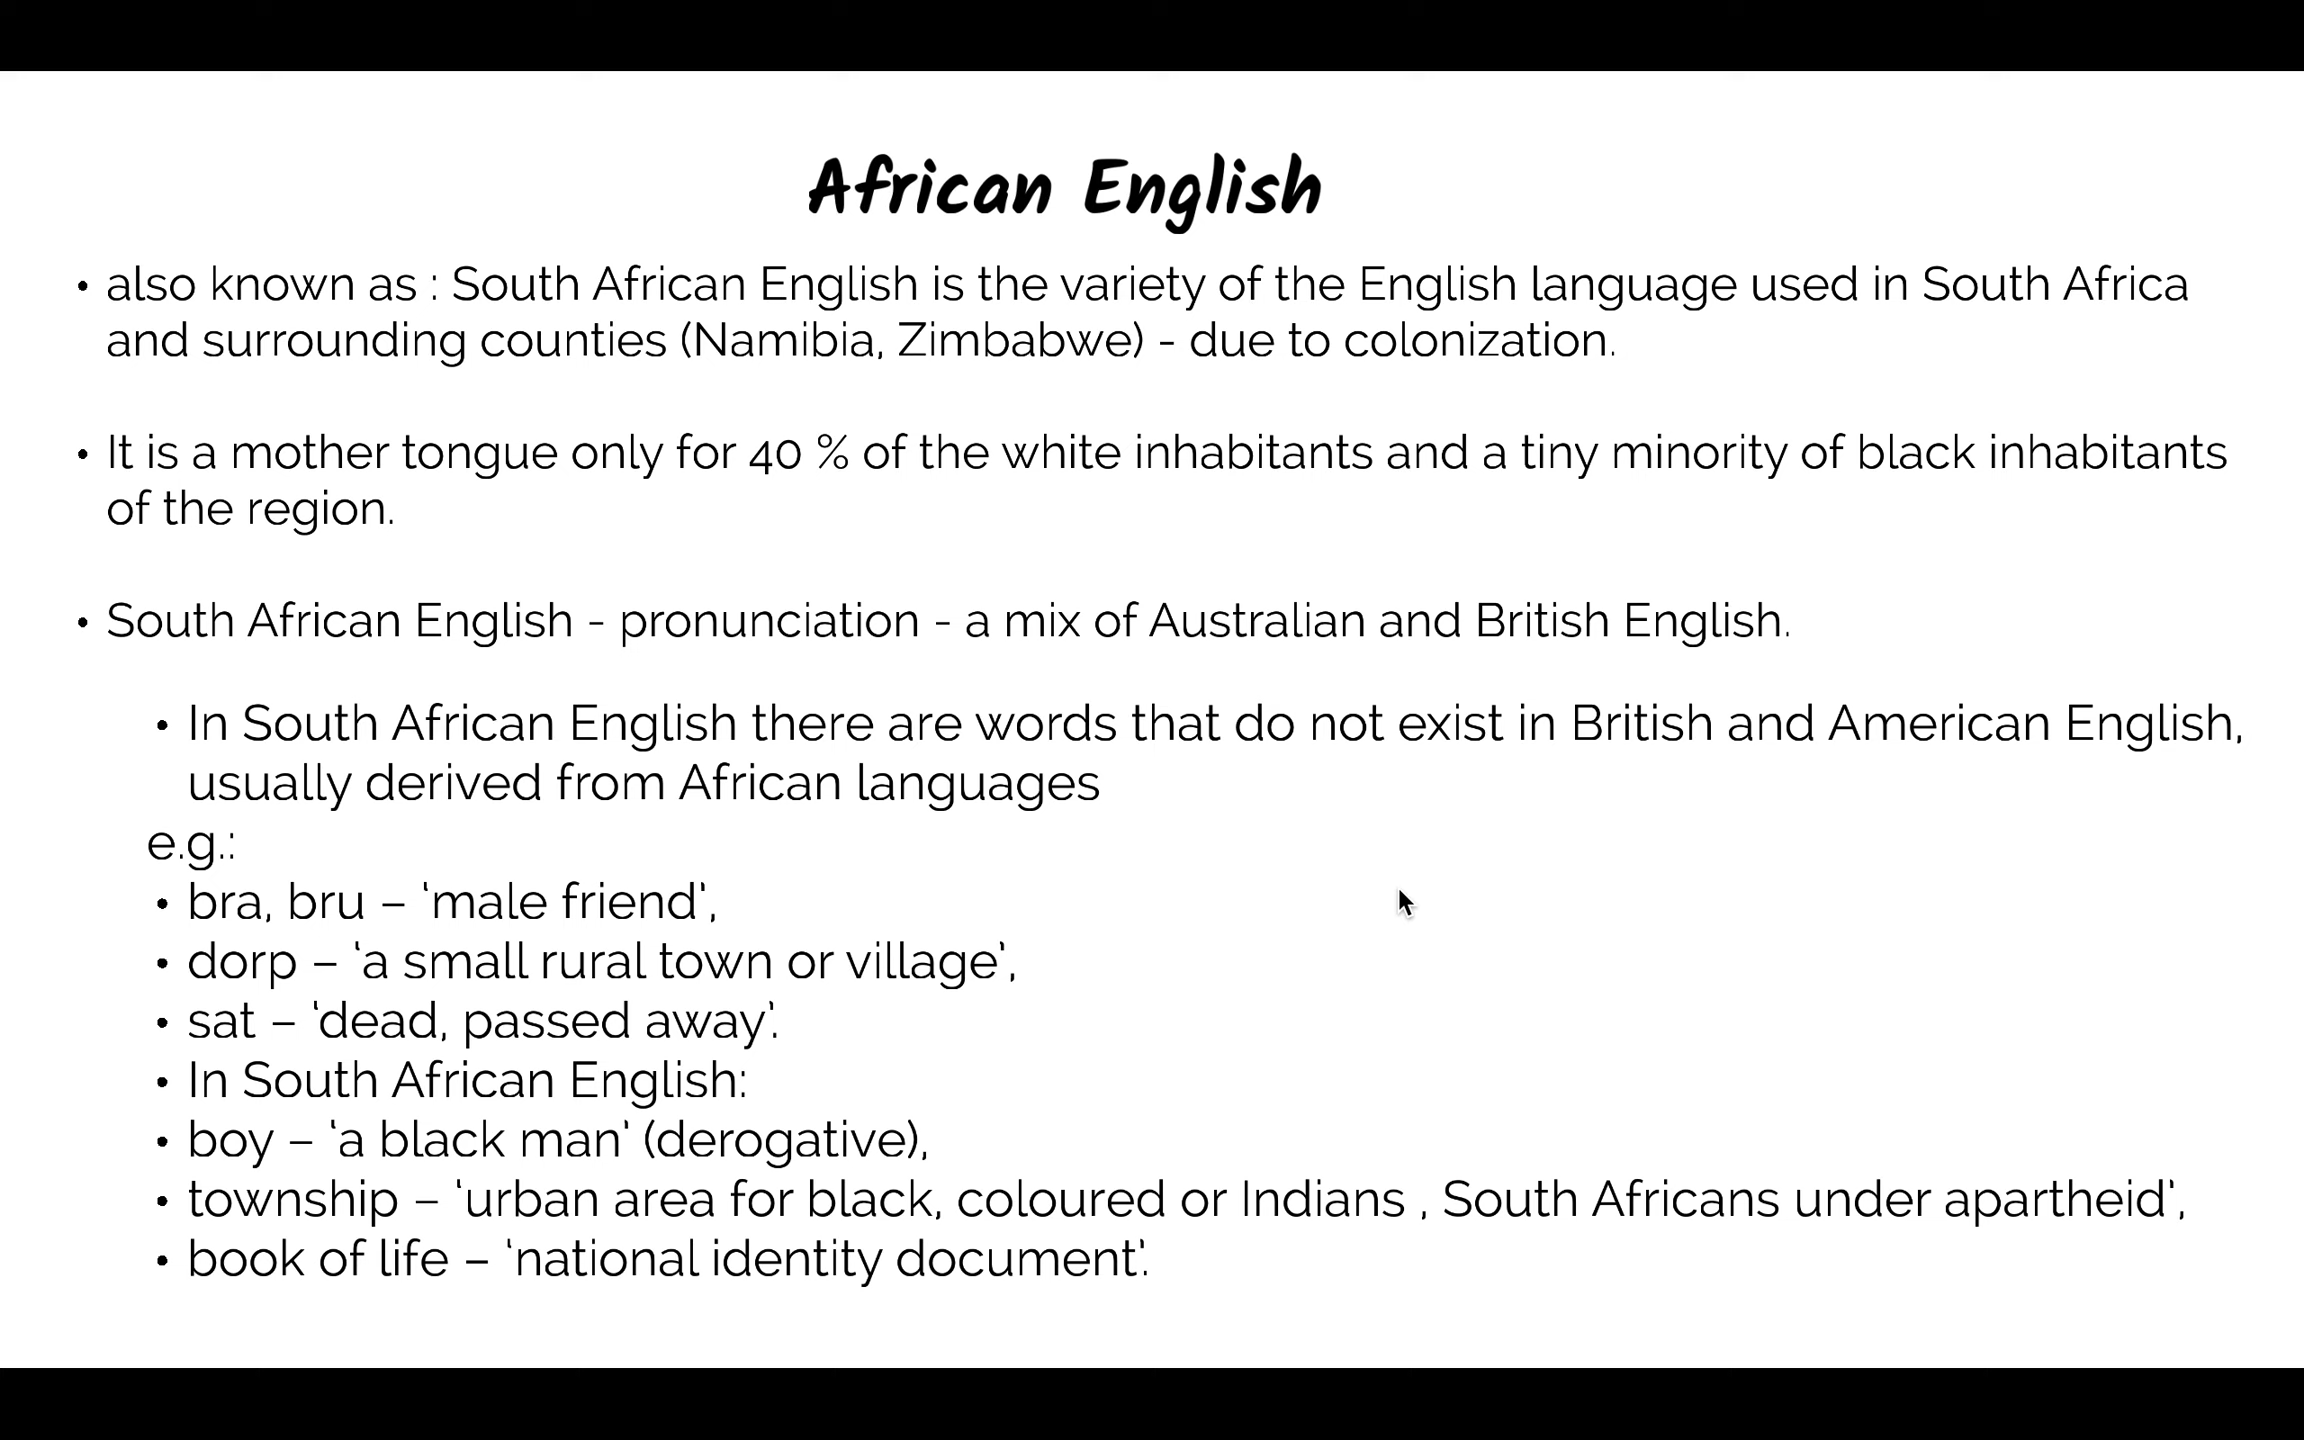 African English
• also known as : South African English is the variety of the English language used in South Africa
and surrounding counties (Namibia, Zimbabwe) - due to colonization.
• It is a mother tongue only for 40 % of the white inhabitants and a tiny minority of black inhabitants
of the region.
• South African English - pronunciation - a mix of Australian and British English.
• In South African English there are words that do not exist in British and American English,
usually derived from African languages
e.g.:
• bra, bru – ‘male friend‛,
• dorp – ‘a small rural town or village‛,
• sat – ‘dead, passed away‛.
• In South African English:
• boy – ‘a black man‛ (derogative),
• township – ‘urban area for black, coloured or Indians , South Africans under apartheid‛,
• book of life – ‘national identity document‛.